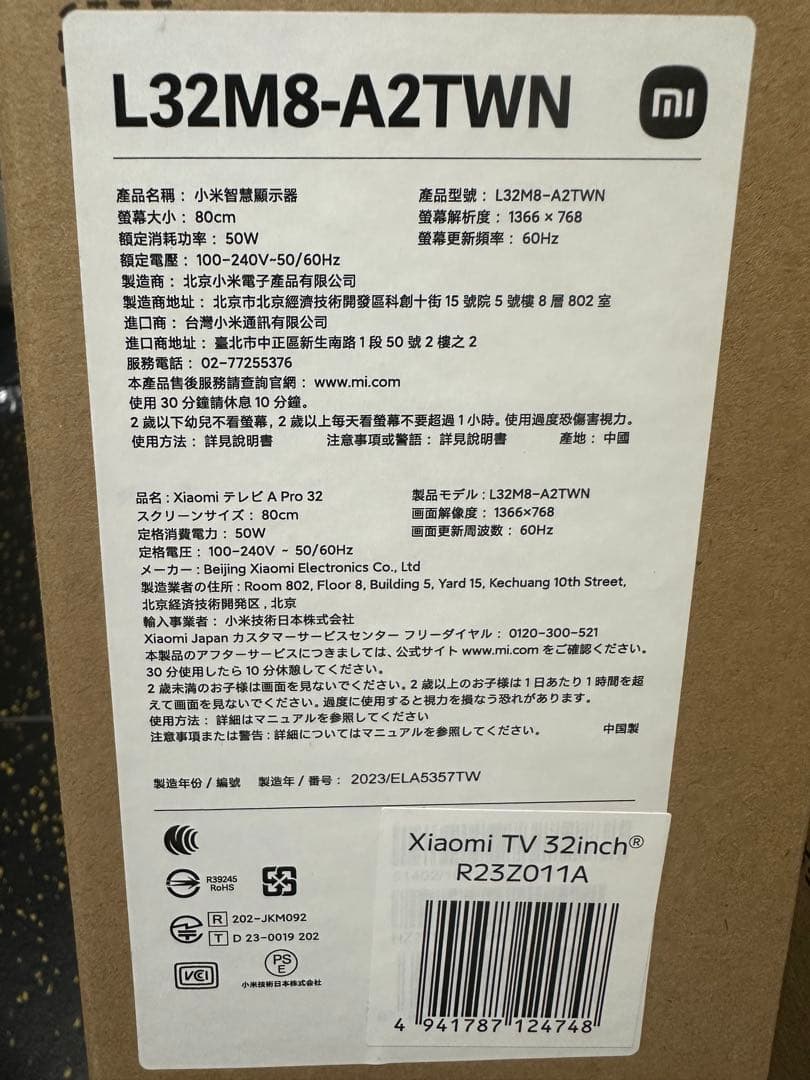 L32M8-A2TWN
mi
產品名稱：小米智慧顯示器
產品型號：L32M8-A2TWN
螢幕大小：80cm
螢幕解析度：1366 × 768
額定消耗功率：50W
螢幕更新頻率：60Hz
額定電壓：100-240V~50/60Hz
製造商：北京小米電子產品有限公司
製造商地址：北京市北京經濟技術開發區科創十街 15 號院 5 號樓 8 層 802 室
進口商：台灣小米通訊有限公司
進口商地址：臺北市中正區新生南路 1 段 50 號 2 樓之 2
服務電話：02-77255376
本產品售後服務請查詢官網：www.mi.com
使用 30 分鐘請休息 10 分鐘。
2 歲以下幼兒不看螢幕，2 歲以上每天看螢幕不要超過 1 小時。使用過度恐傷害視力。
使用方法：詳見說明書 注意事項或警語：詳見說明書 產地：中國
品名：Xiaomi テレビ A Pro 32
製品モデル：L32M8-A2TWN
スクリーンサイズ：80cm
画面解像度：1366×768
定格消費電力：50W
画面更新周波数：60Hz
定格電圧：100-240V ~ 50/60Hz
メーカー：Beijing Xiaomi Electronics Co., Ltd
製造業者の住所：Room 802, Floor 8, Building 5, Yard 15, Kechuang 10th Street,
北京経済技術開発区，北京
輸入事業者：小米技術日本株式会社
Xiaomi Japan カスタマーサービスセンター フリーダイヤル：0120-300-521
本製品のアフターサービスにつきましては、公式サイト www.mi.com をご確認ください。
30 分使用したら 10 分休憩してください。
2 歳未満のお子様は画面を見ないでください。2 歳以上のお子様は 1 日あたり 1 時間を超
えて画面を見ないでください。過度に使用すると視力を損なう恐れがあります。
使用方法：詳細はマニュアルを参照してください
注意事項または警告：詳細についてはマニュアルを参照してください。 中国製
製造年份 / 編號 製造年 / 番号：2023/ELA5357TW
Xiaomi TV 32inch®
R23Z011A
R39245
RoHS
R 202-JKM092
T D 23-0019 202
VCI
PS
E
小米技術日本株式会社
4 941787 124748